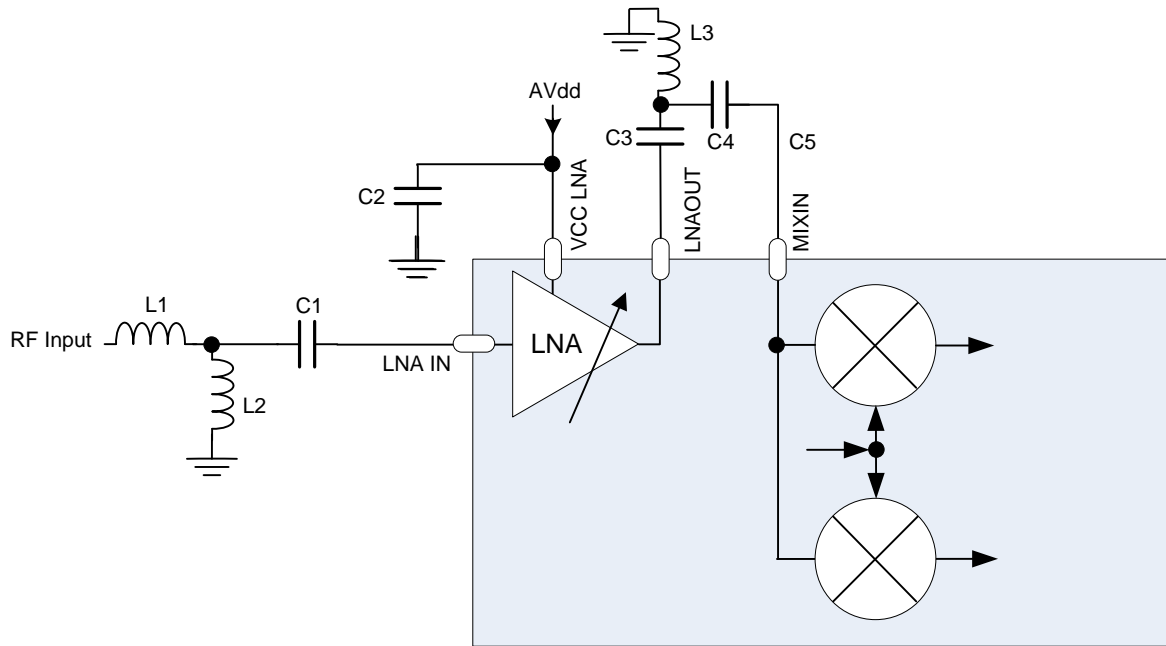 L3
AVdd
C3
C4
C5
C2
VCC LNA
LNAOUT
MIXIN
L1
C1
RF Input
LNA
LNA IN
L2